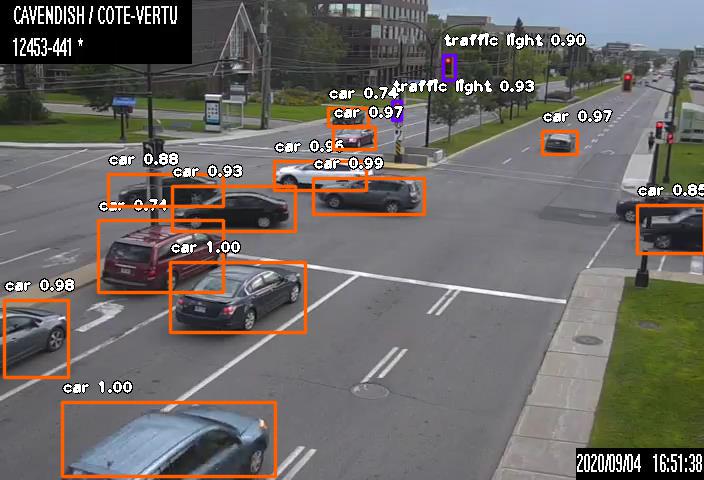 CAVENDISH / COTE-VERTU
12453-441 *
traffic light 0.90
car 0.74
traffic light 0.93
car 0.97
car 0.97
car 0.96
car 0.99
car 0.88
car 0.93
car 0.85
car 0.74
car 1.00
car 0.98
car 1.00
2020/09/04 16:51:38